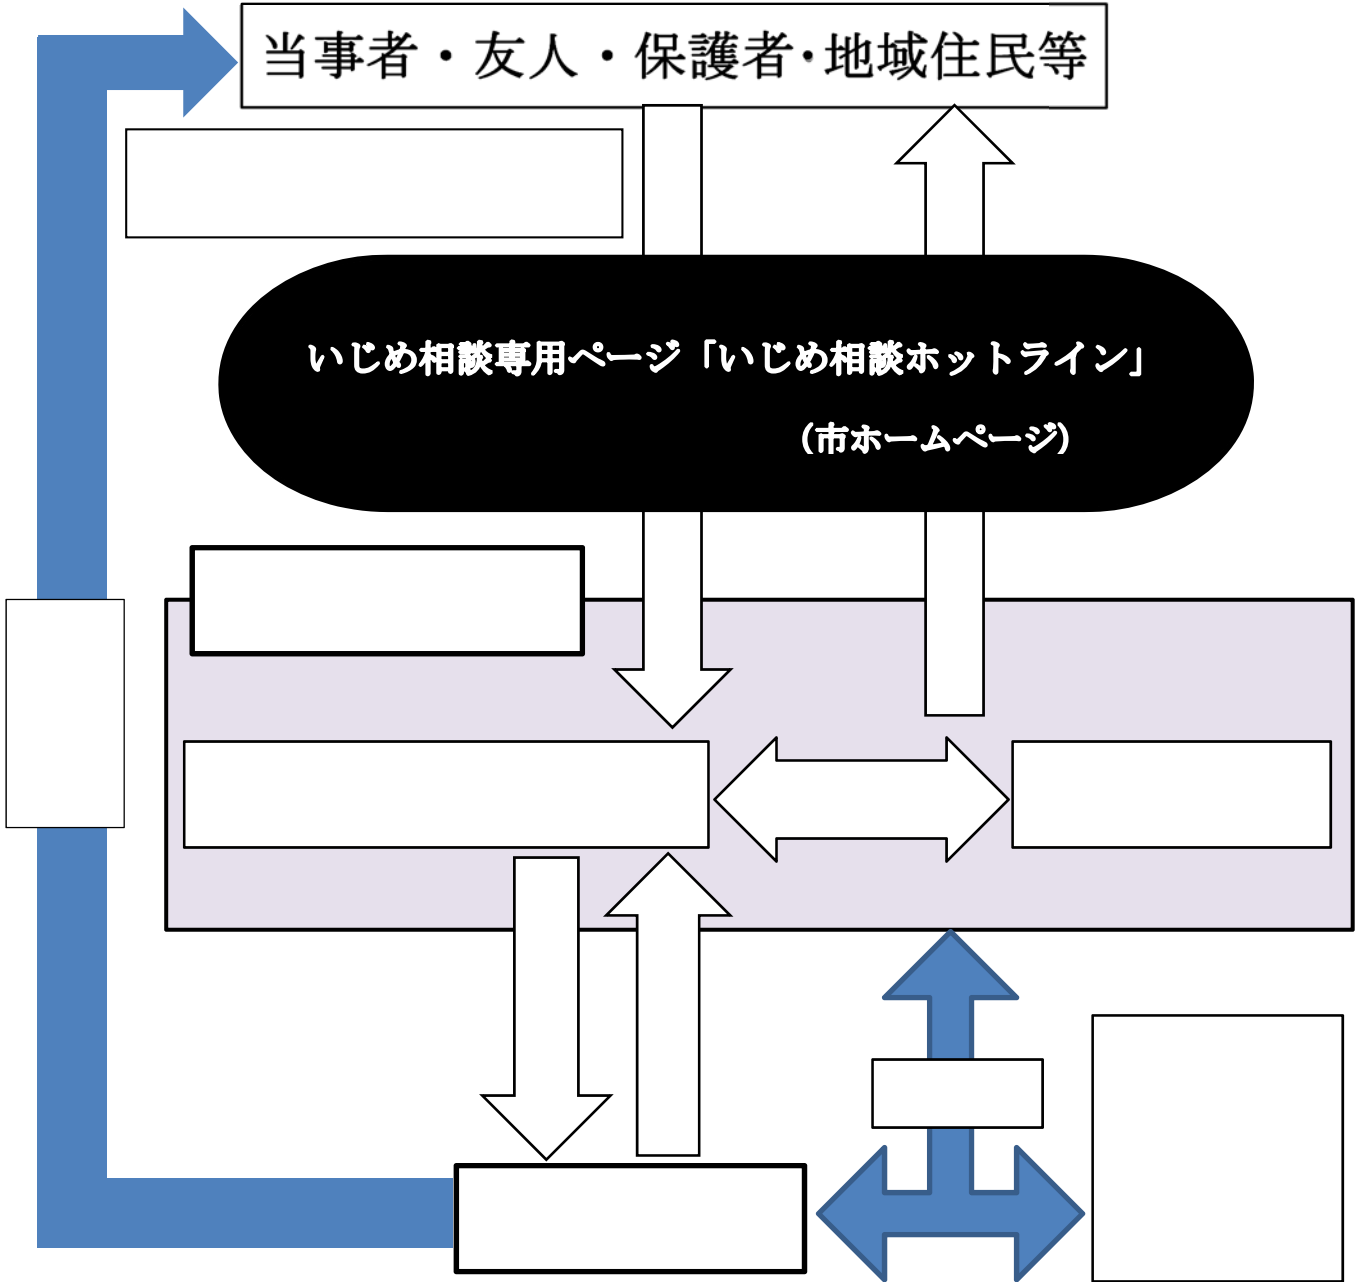 当事者・友人・保護者・地域住民等
いじめ相談専用ページ「いじめ相談ホットライン」
（市ホームページ）